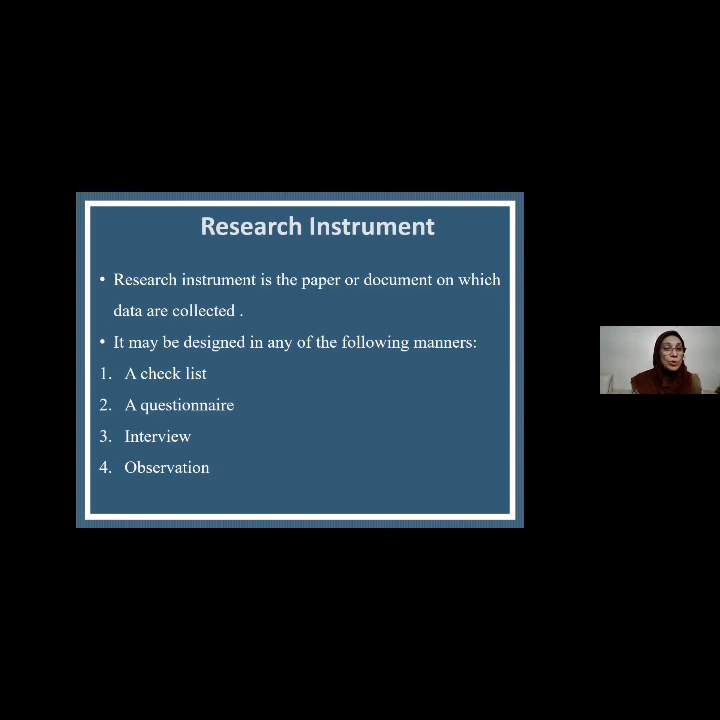 Research Instrument
• Research instrument is the paper or document on which
data are collected .
• It may be designed in any of the following manners:
1. A check list
2. A questionnaire
3. Interview
4. Observation